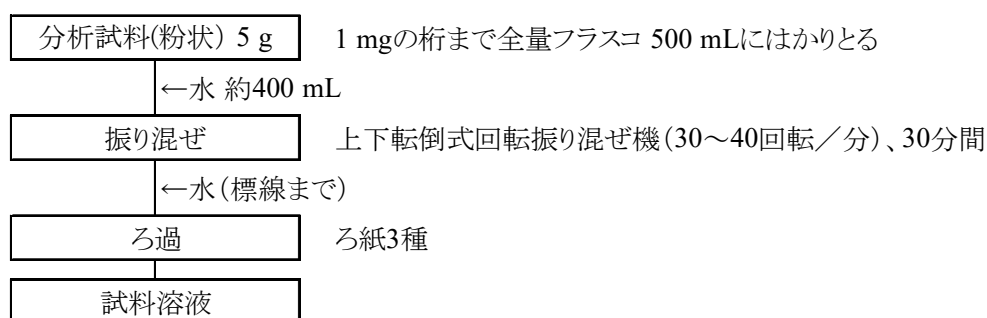 分析試料(粉状) 5 g 1 mgの桁まで全量フラスコ 500 mLにはかりとる
←水 約400 mL
振り混ぜ 上下転倒式回転振り混ぜ機(30~40回転/分)、30分間
←水(標線まで)
ろ過 ろ紙3種
試料溶液